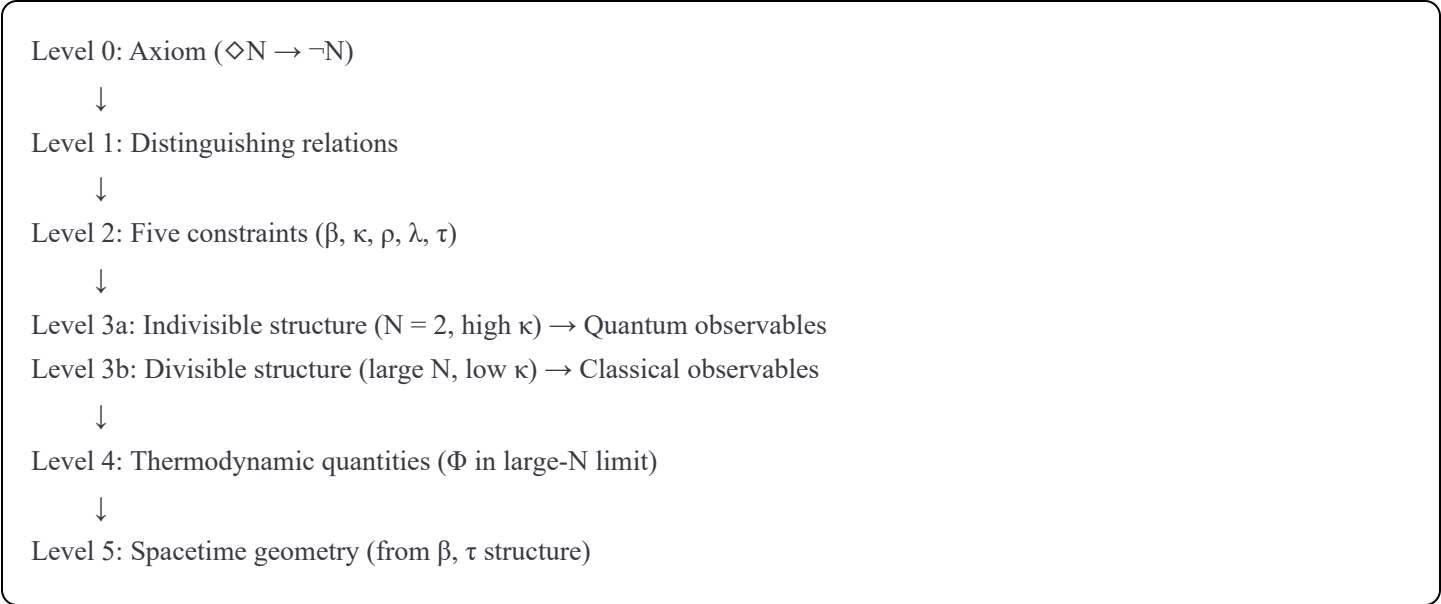 Level 0: Axiom (◇N → ¬N)
↓
Level 1: Distinguishing relations
↓
Level 2: Five constraints (β, κ, ρ, λ, τ)
↓
Level 3a: Indivisible structure (N = 2, high κ) → Quantum observables
Level 3b: Divisible structure (large N, low κ) → Classical observables
↓
Level 4: Thermodynamic quantities (Φ in large-N limit)
↓
Level 5: Spacetime geometry (from β, τ structure)